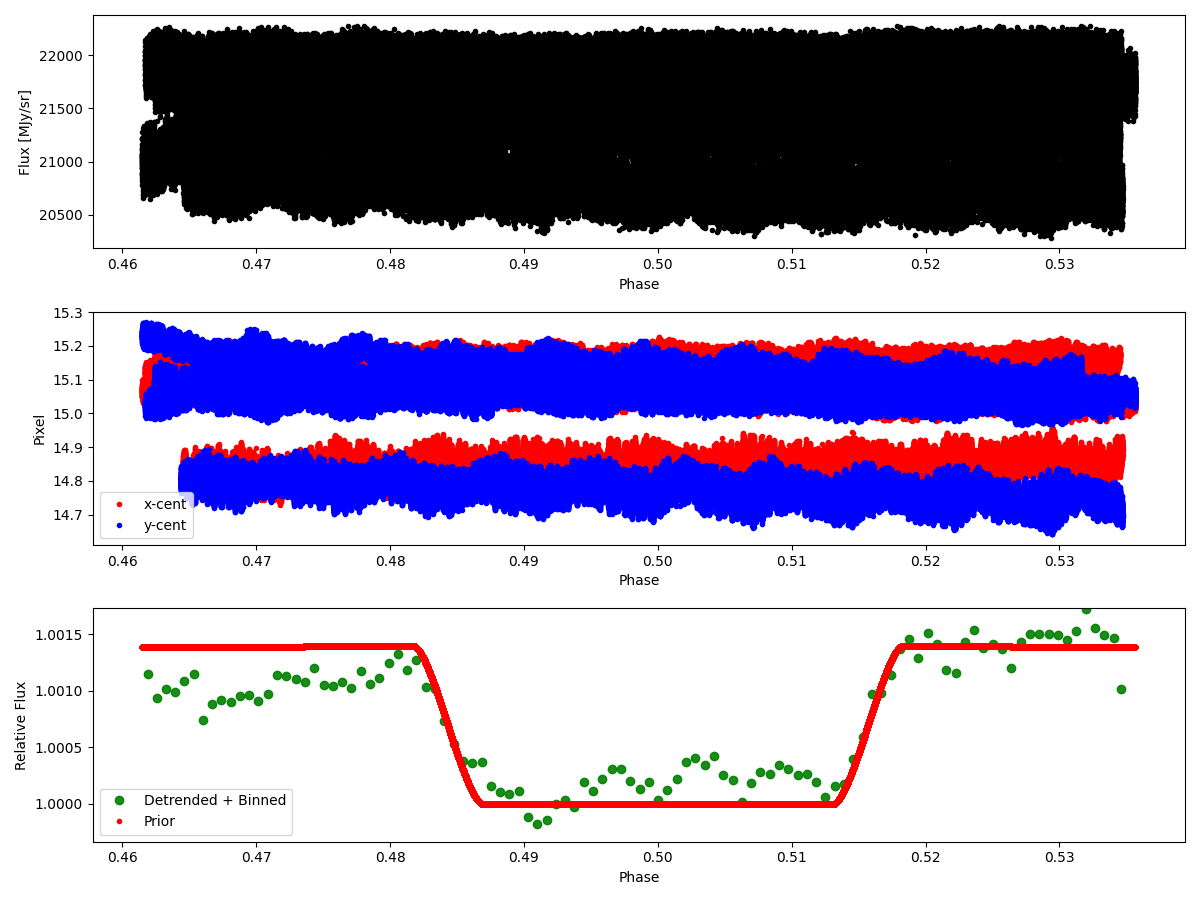 22000
21500
21000
20500
Flux [MJy/sr]
0.46 0.47 0.48 0.49 0.50 0.51 0.52 0.53
Phase
15.3
15.2
15.1
15.0
14.9
14.8
14.7
Pixel
x-cent
y-cent
0.46 0.47 0.48 0.49 0.50 0.51 0.52 0.53
Phase
1.0015
1.0010
1.0005
1.0000
Relative Flux
Detrended + Binned
Prior
0.46 0.47 0.48 0.49 0.50 0.51 0.52 0.53
Phase